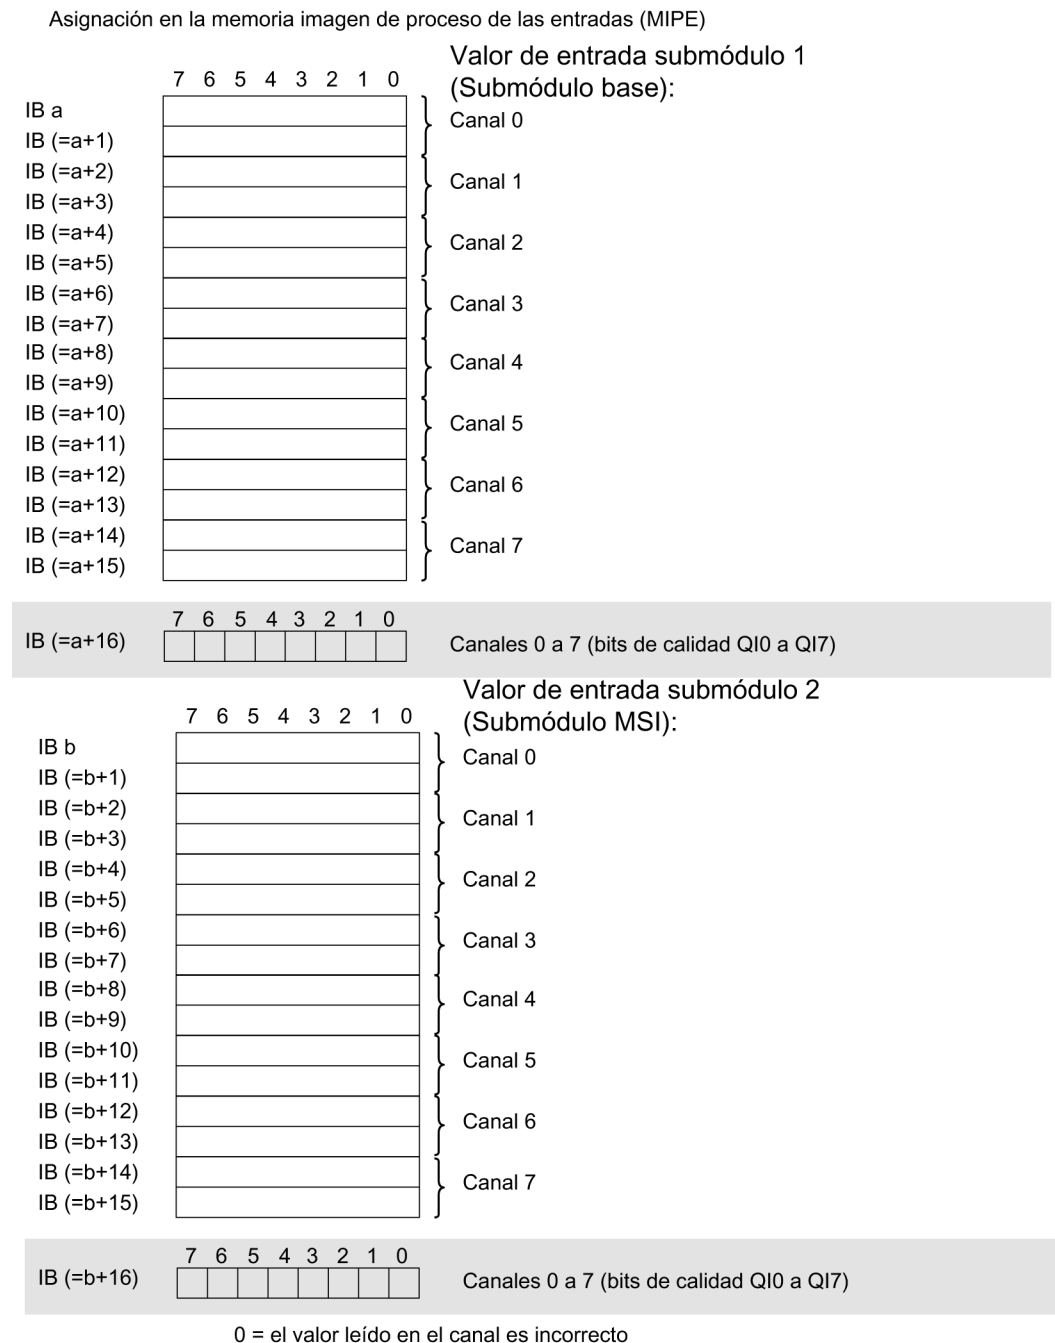 Asignación en la memoria imagen de proceso de las entradas (MIPE)
Valor de entrada submódulo 1
(Submódulo base):
7 6 5 4 3 2 1 0
IB a
Canal 0
IB (=a+1)
IB (=a+2)
Canal 1
IB (=a+3)
IB (=a+4)
Canal 2
IB (=a+5)
IB (=a+6)
Canal 3
IB (=a+7)
IB (=a+8)
Canal 4
IB (=a+9)
IB (=a+10)
Canal 5
IB (=a+11)
IB (=a+12)
Canal 6
IB (=a+13)
IB (=a+14)
Canal 7
IB (=a+15)
7 6 5 4 3 2 1 0
IB (=a+16) Canales 0 a 7 (bits de calidad QI0 a QI7)
Valor de entrada submódulo 2
(Submódulo MSI):
7 6 5 4 3 2 1 0
IB b
Canal 0
IB (=b+1)
IB (=b+2)
Canal 1
IB (=b+3)
IB (=b+4)
Canal 2
IB (=b+5)
IB (=b+6)
Canal 3
IB (=b+7)
IB (=b+8)
Canal 4
IB (=b+9)
IB (=b+10)
Canal 5
IB (=b+11)
IB (=b+12)
Canal 6
IB (=b+13)
IB (=b+14)
Canal 7
IB (=b+15)
7 6 5 4 3 2 1 0
IB (=b+16) Canales 0 a 7 (bits de calidad QI0 a QI7)
0 = el valor leído en el canal es incorrecto